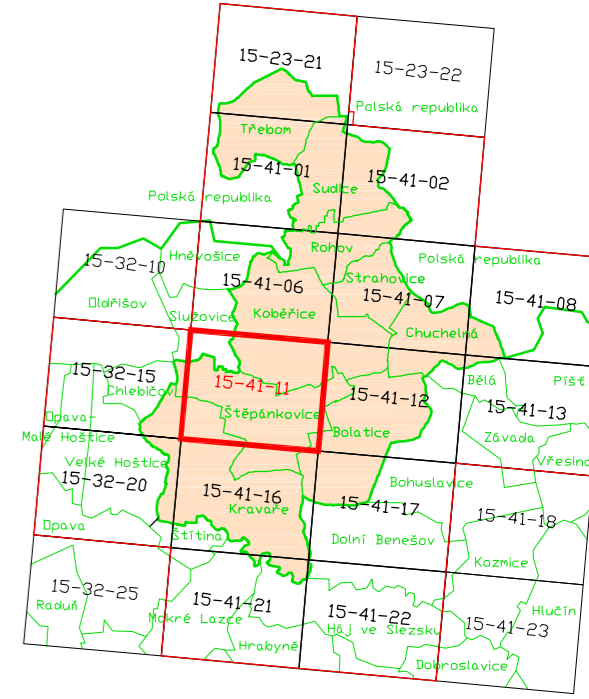 15-23-21
15-23-22
Polská republika
Třebom
15-41-01
15-41-02
Sudice
Polská republika
Rohov
Hněvošice
Polská republika
15-32-10
15-41-06
Strahovice
15-41-07
15-41-08
Oldřišov
Služovice
Kobeřice
Chuchelná
15-32-15
15-41-11
15-41-12
Bělá
Píšť
Chlebičov
15-41-13
Opava-
Štěpánkovice
Malé Hoštice
Bolatice
Závada
Velké Hoštice
Vřesina
15-32-20
15-41-16
Bohuslavice
Kravaře
15-41-17
15-41-18
Opava
Štítina
Dolní Benešov
Kozmice
15-32-25
Raduň
15-41-21
15-41-22
Hlučín
Mokré Lazce
Háj ve Slezsku
15-41-23
Hrabyně
Dobroslavice